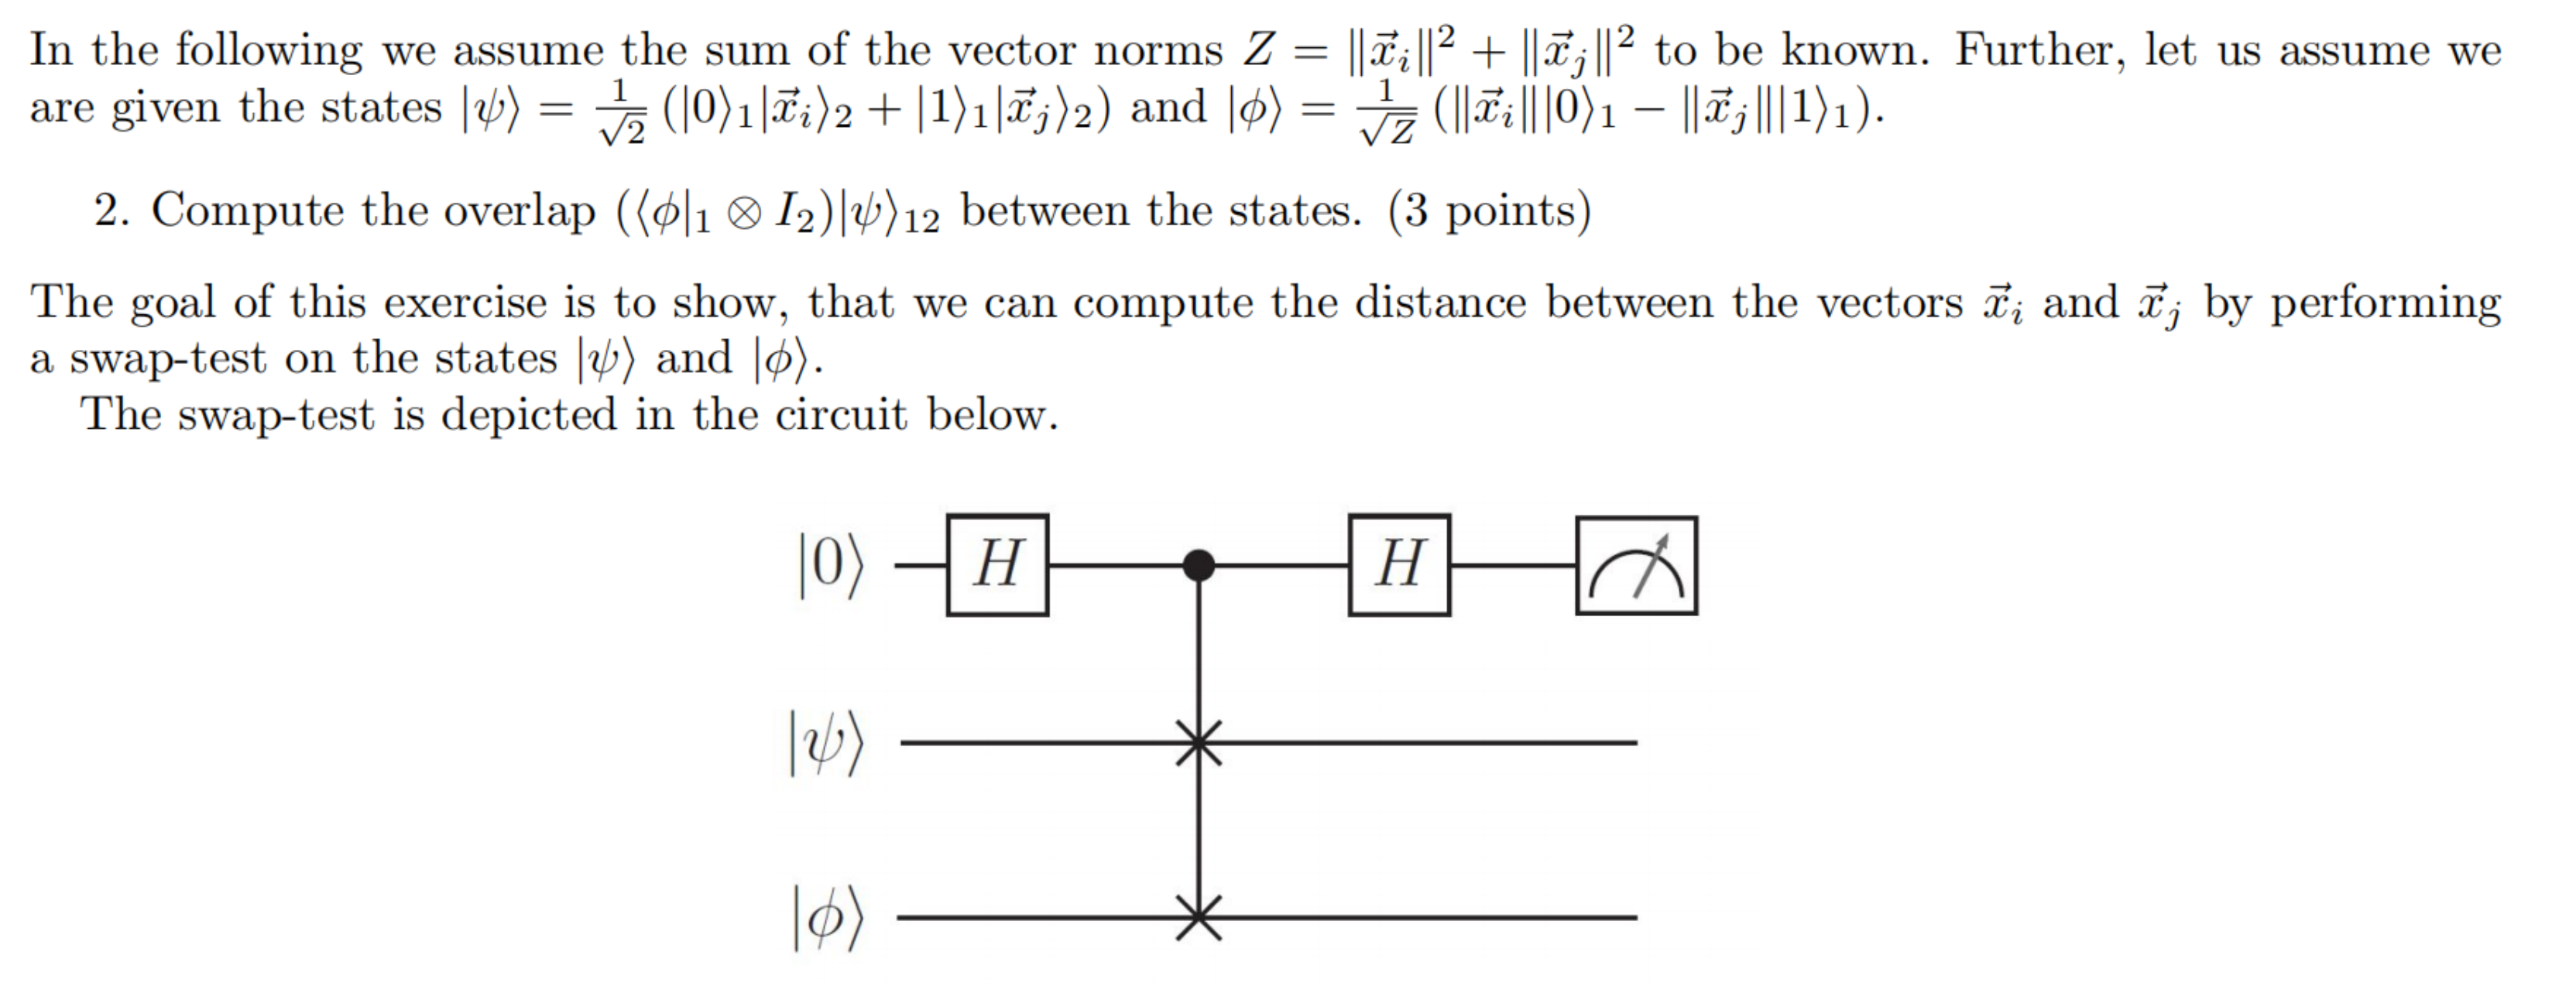 In the following we assume the sum of the vector norms $Z = \|\vec{x}_i\|^2 + \|\vec{x}_j\|^2$ to be known. Further, let us assume we
are given the states $|\psi\rangle = \frac{1}{\sqrt{2}} (|0\rangle_1|\vec{x}_i\rangle_2 + |1\rangle_1|\vec{x}_j\rangle_2)$ and $|\phi\rangle = \frac{1}{\sqrt{Z}} (\|\vec{x}_i\||0\rangle_1 - \|\vec{x}_j\||1\rangle_1)$.
2. Compute the overlap $(\langle\phi|_1 \otimes I_2)|\psi\rangle_{12}$ between the states. (3 points)
The goal of this exercise is to show, that we can compute the distance between the vectors $\vec{x}_i$ and $\vec{x}_j$ by performing
a swap-test on the states $|\psi\rangle$ and $|\phi\rangle$.
The swap-test is depicted in the circuit below.
$|0\rangle$ H H
$|\psi\rangle$
$|\phi\rangle$